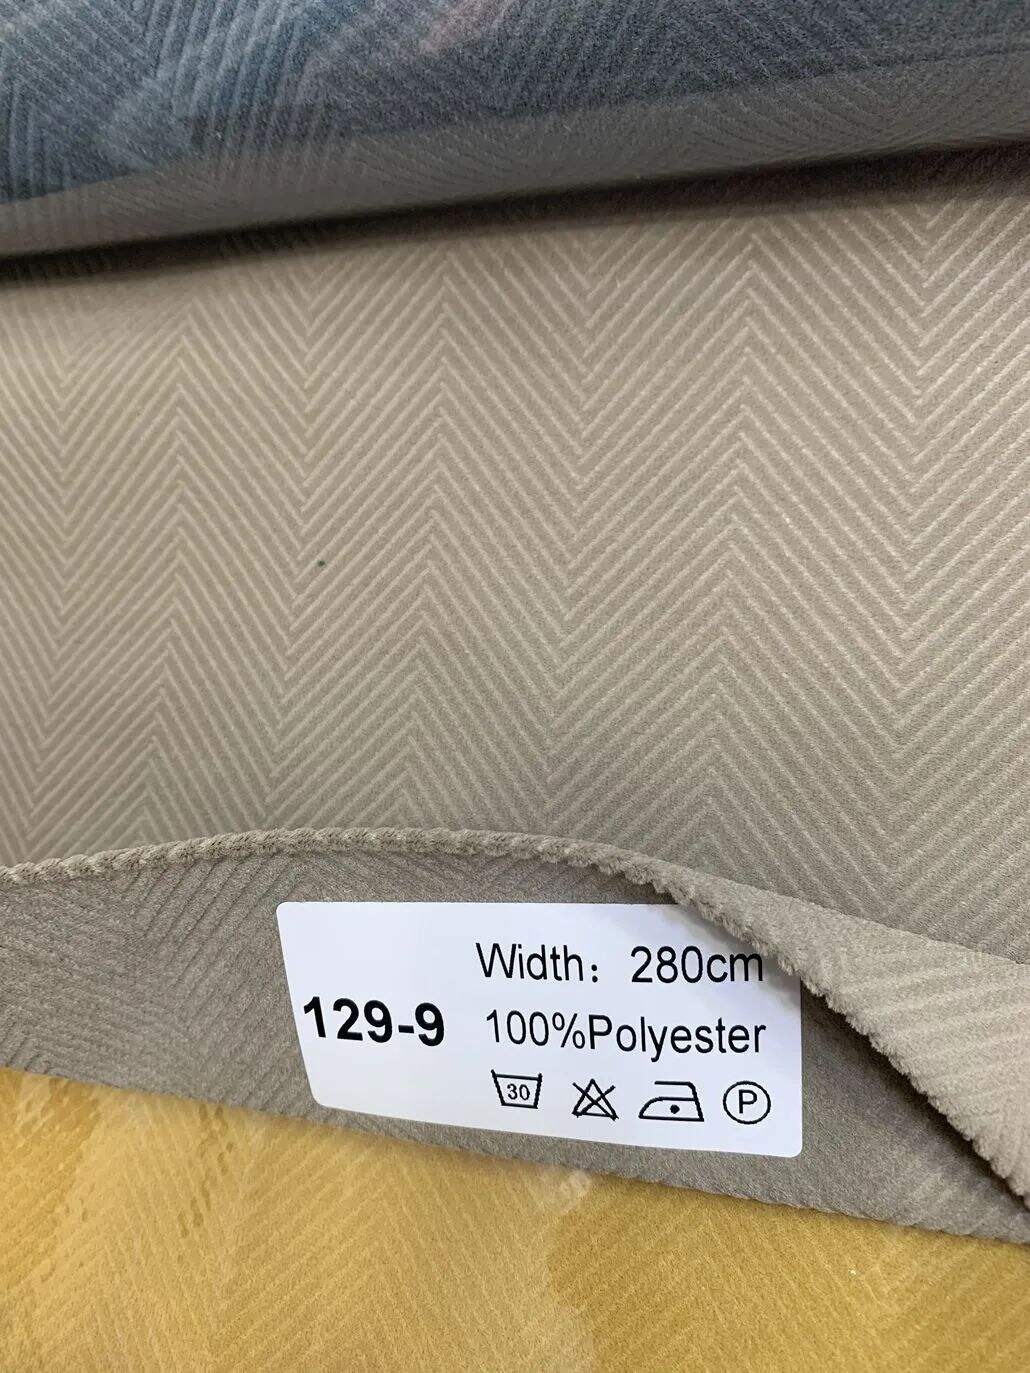 Width: 280cm
129-9
100%Polyester
30
P